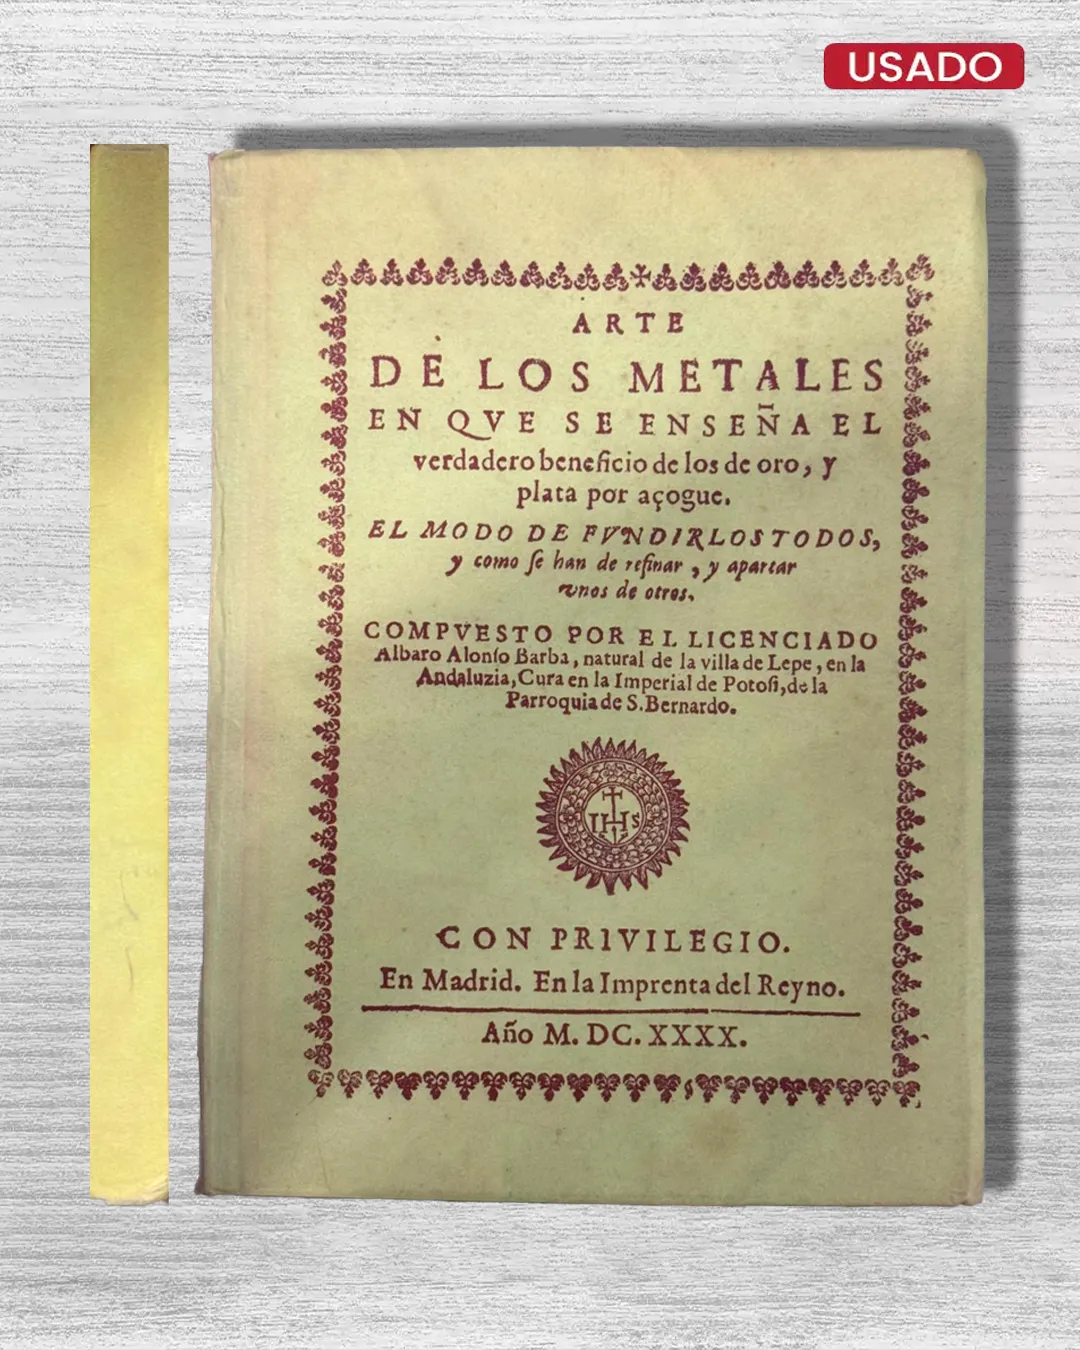 USADO
ARTE
DE LOS METALES
EN QVE SE ENSEÑA EL
verdadero beneficio de los de oro, y
plata por açogue.
EL MODO DE FVNDIRLOS TODOS,
y como ſe han de refinar, y apartar
vnos de otros.
COMPVESTO POR EL LICENCIADO
Albaro Alonſo Barba, natural de la villa de Lepe, en la
Andaluzia, Cura en la Imperial de Potoſi, de la
Parroquia de S. Bernardo.
IHS
CON PRIVILEGIO.
En Madrid. En la Imprenta del Reyno.
Año M. DC. XXXX.